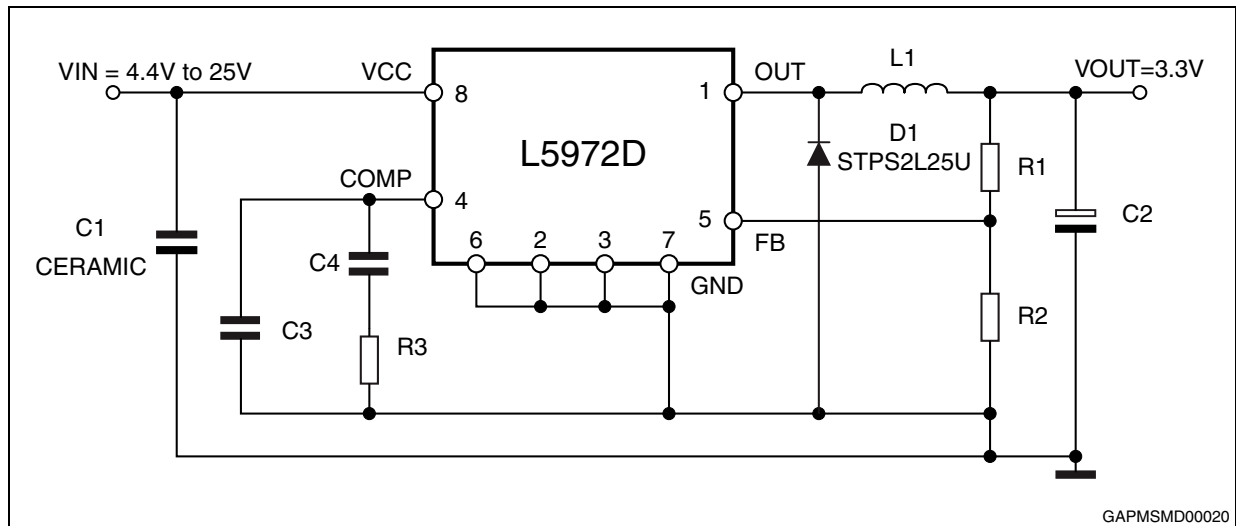 VIN = 4.4V to 25V
VCC
8
L5972D
1
OUT
L1
VOUT=3.3V
D1
STPS2L25U
R1
COMP
4
5
FB
C2
C1
CERAMIC
C4
6
2
3
7
GND
C3
R3
R2
GAPMSMD00020